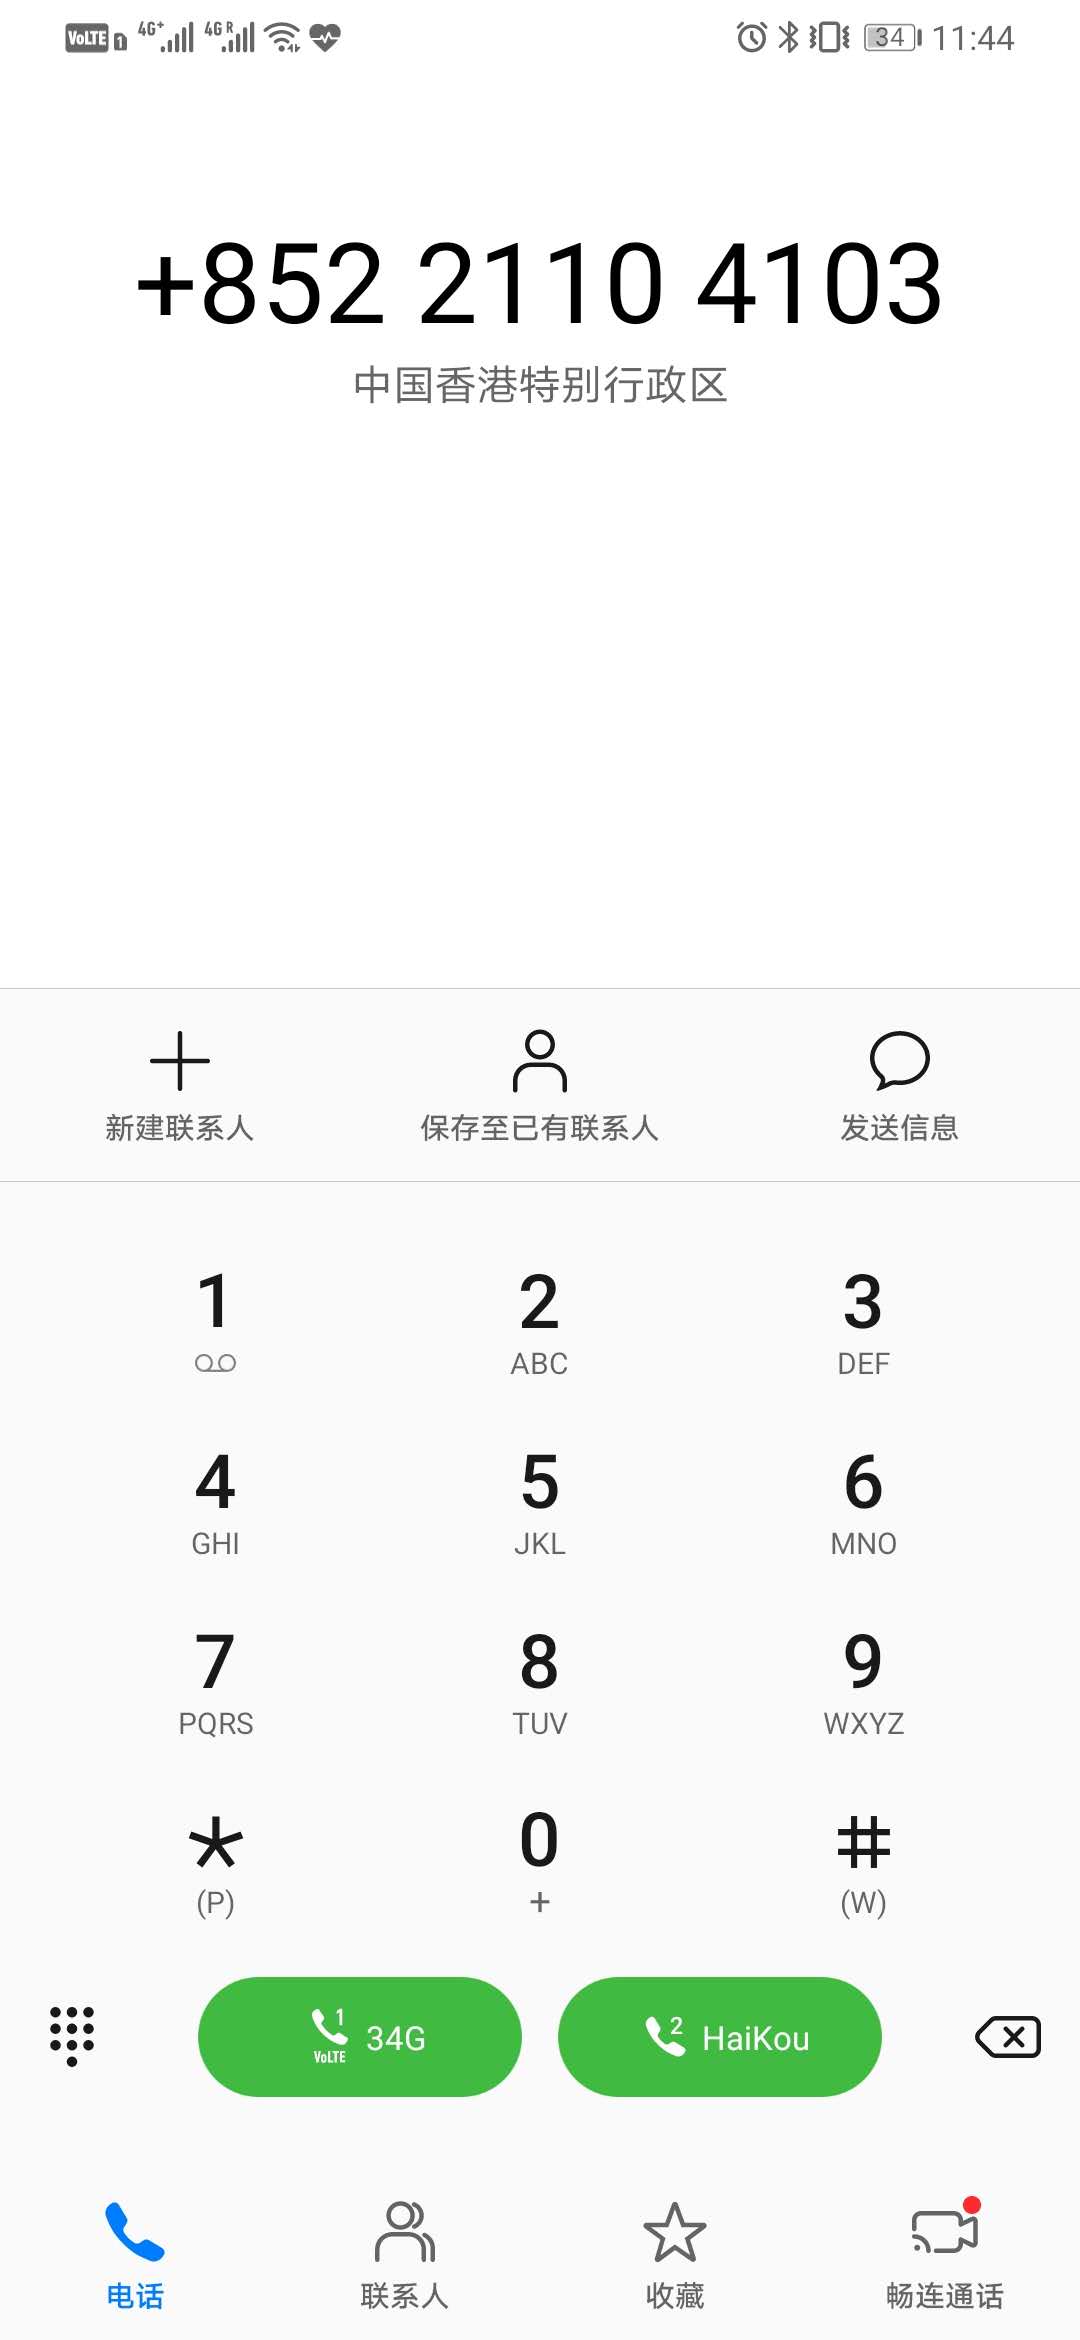 VoLTE 1 4G+ 4G R 34 11:44
+852 2110 4103
中国香港特别行政区
新建联系人 保存至已有联系人 发送信息
1 2 3
ABC DEF
4 5 6
GHI JKL MNO
7 8 9
PQRS TUV WXYZ
* 0 #
(P) + (W)
1 VoLTE 34G 2 HaiKou
电话 联系人 收藏 畅连通话